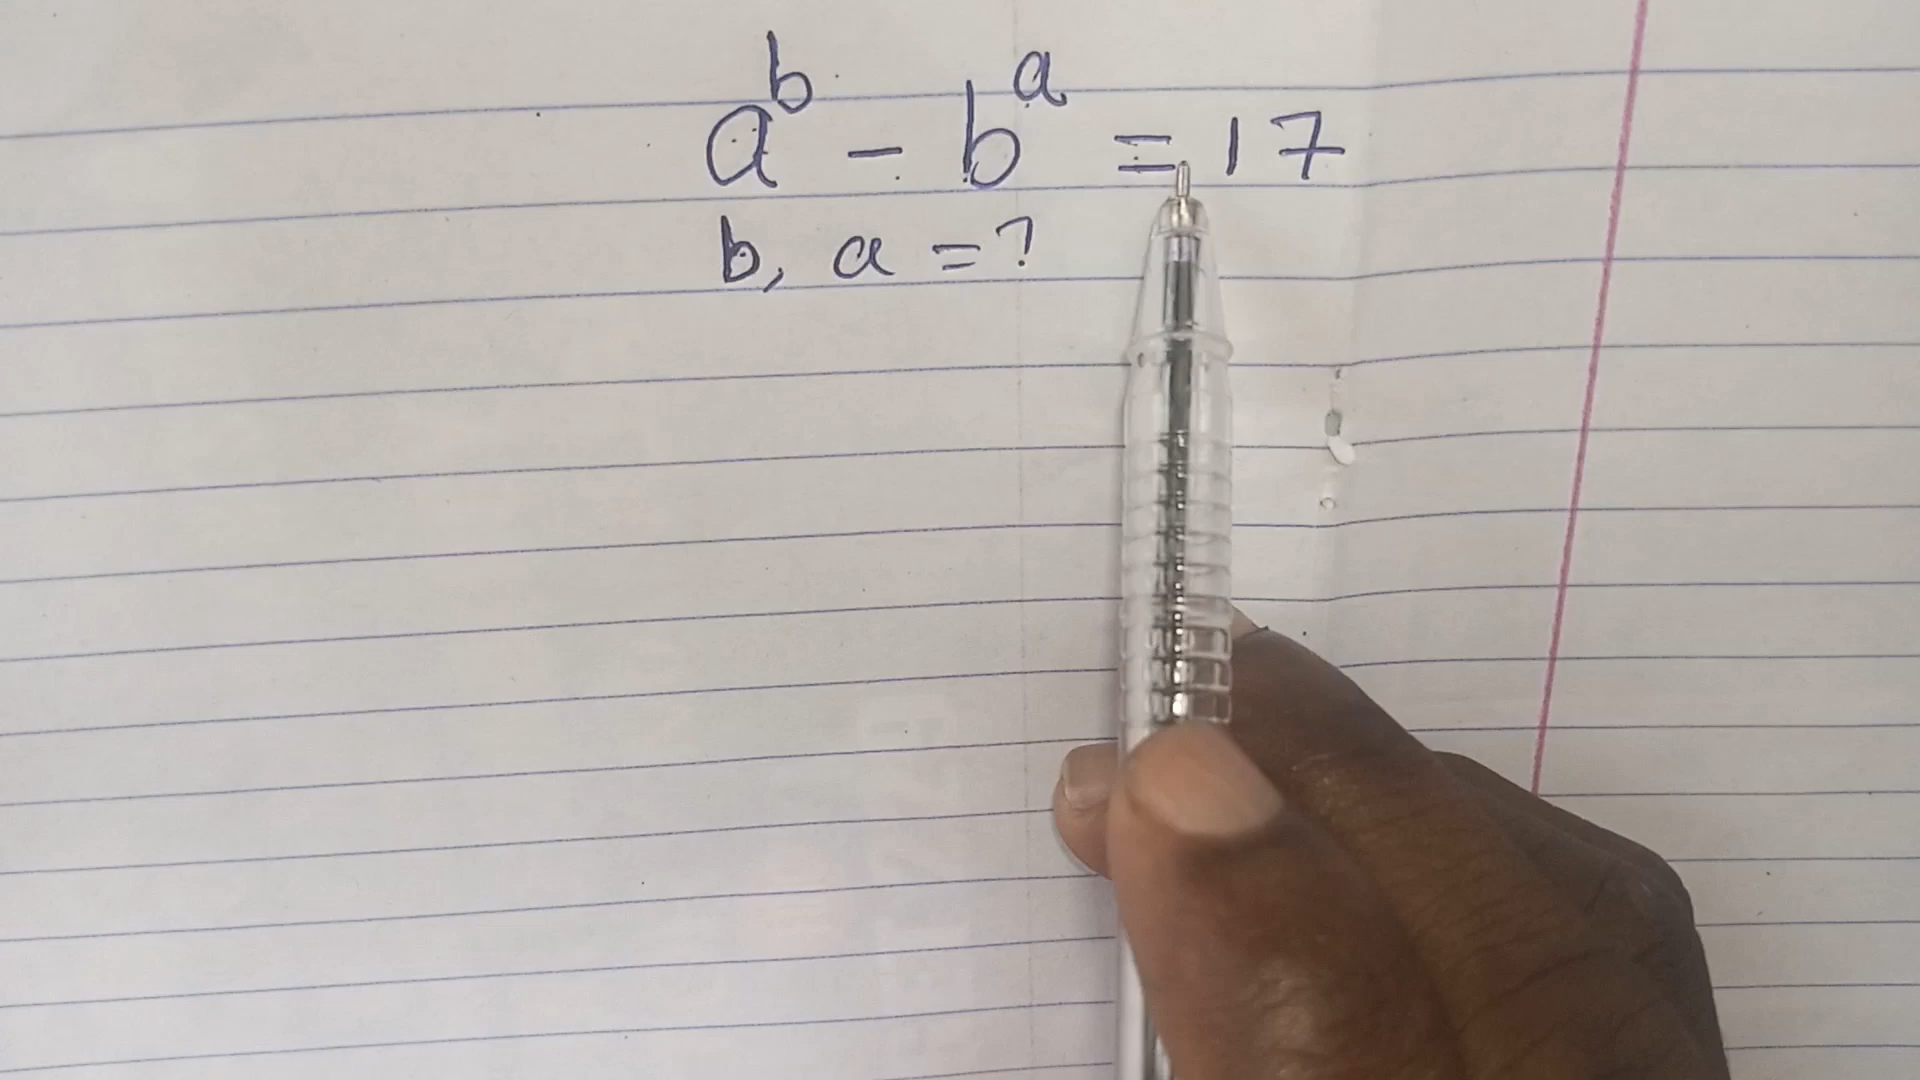 a^b - b^a = 17
b, a = ?